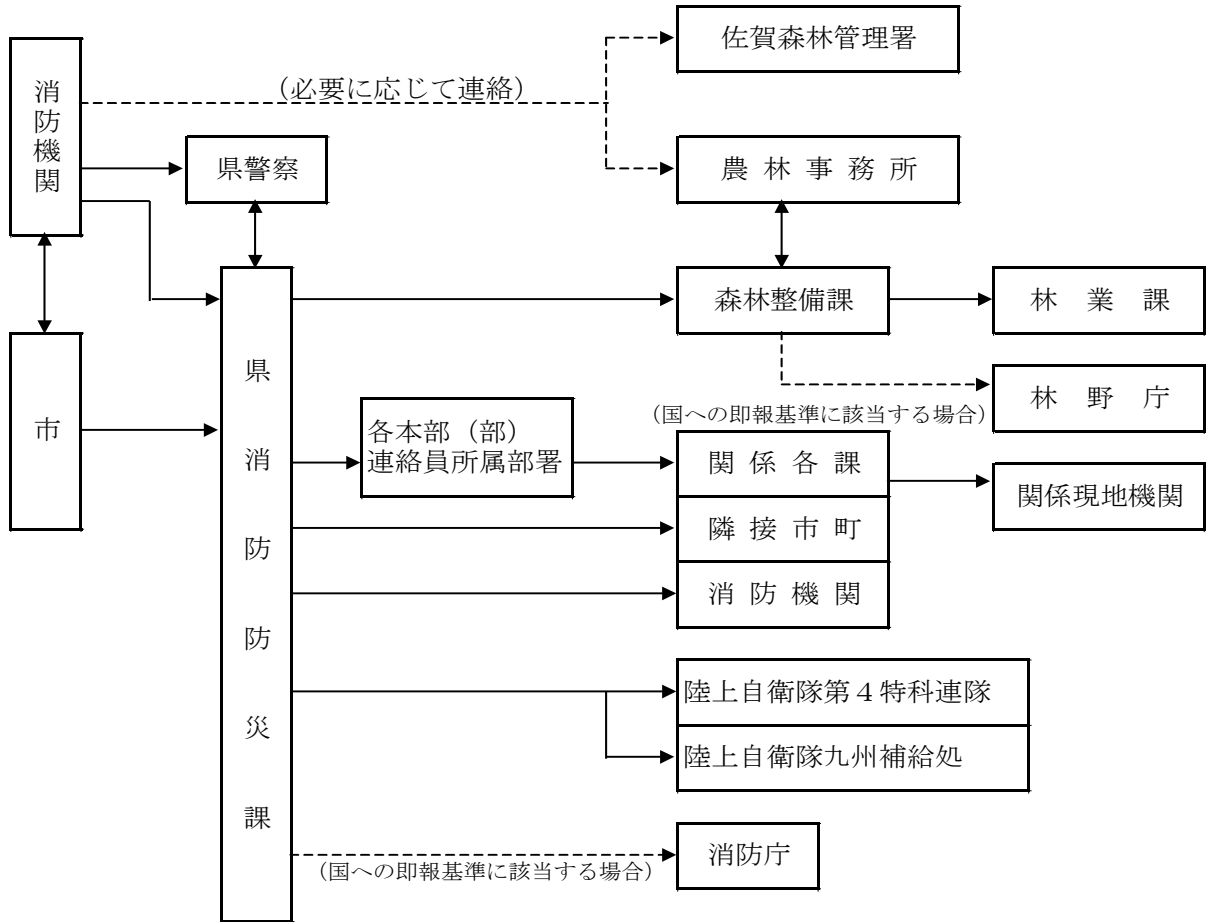 佐賀森林管理署
消防機関
（必要に応じて連絡）
県警察
農林事務所
県消防防災課
森林整備課
林業課
市
林野庁
（国への即報基準に該当する場合）
各本部（部）
連絡員所属部署
関係各課
関係現地機関
隣接市町
消防機関
陸上自衛隊第４特科連隊
陸上自衛隊九州補給処
消防庁
（国への即報基準に該当する場合）